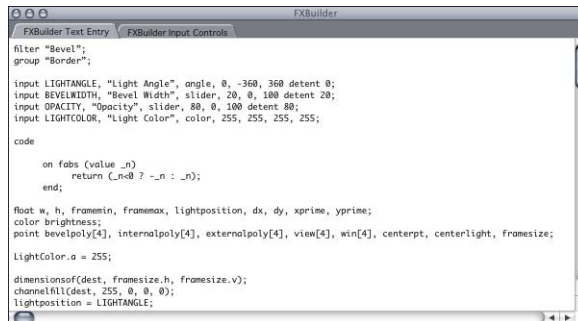 FXBuilder
FXBuilder Text Entry FXBuilder Input Controls
filter “Bevel”;
group “Border”;
input LIGHTANGLE, “Light Angle”, angle, 0, -360, 360 detent 0;
input BEVELWIDTH, “Bevel Width”, slider, 20, 0, 100 detent 20;
input OPACITY, “Opacity”, slider, 80, 0, 100 detent 80;
input LIGHTCOLOR, “Light Color”, color, 255, 255, 255, 255;
code
on fabs (value _n)
return (_n<0 ? -_n : _n);
end;
float w, h, framemin, framemax, lightposition, dx, dy, xprime, yprime;
color brightness;
point bevelpoly[4], internalpoly[4], externalpoly[4], view[4], win[4], centerpt, centerlight, framesize;
LightColor.a = 255;
dimensionsof(dest, framesize.h, framesize.v);
channelfill(dest, 255, 0, 0, 0);
lightposition = LIGHTANGLE;